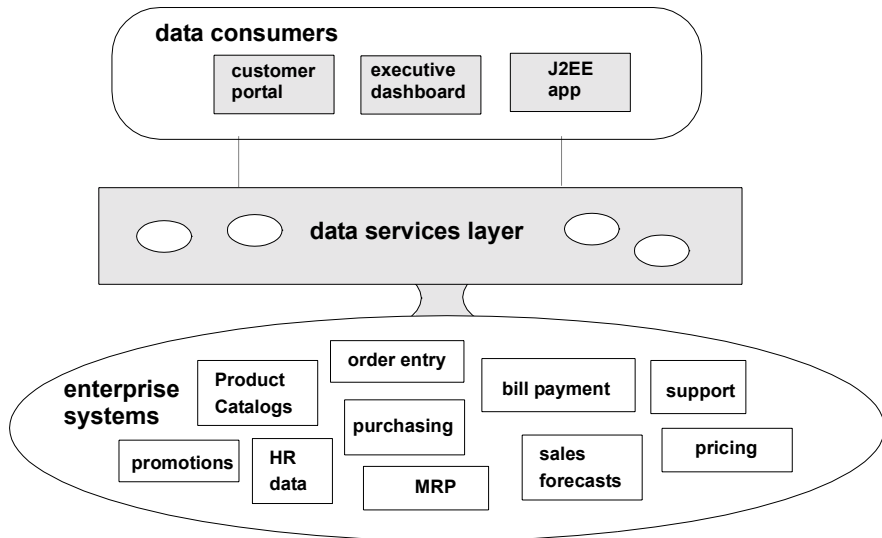 data consumers
customer
portal
executive
dashboard
J2EE
app
data services layer
enterprise
systems
Product
Catalogs
order entry
bill payment
support
promotions
HR
data
purchasing
MRP
sales
forecasts
pricing